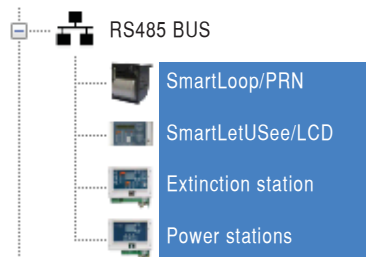 RS485 BUS
SmartLoop/PRN
SmartLetUSee/LCD
Extinction station
Power stations